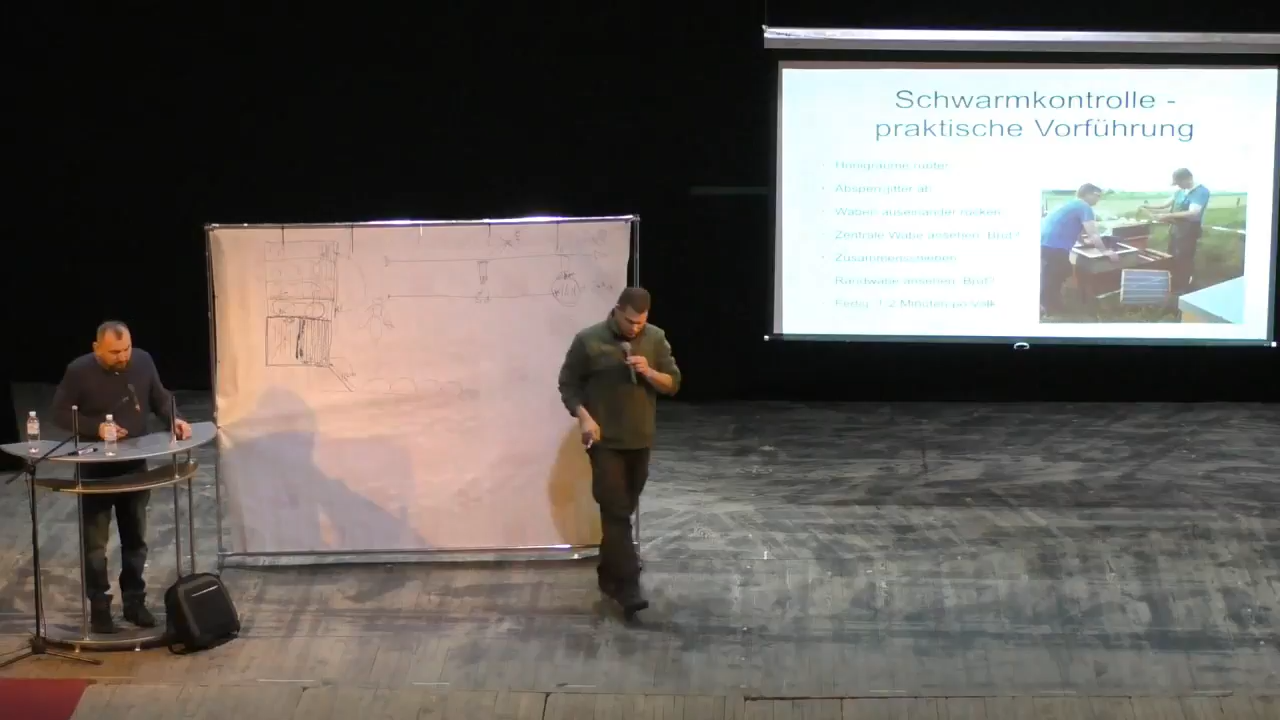 Schwarmkontrolle -
praktische Vorführung
Honigräume runter
Absperrgitter ab
Waben auseinander rücken
Zentrale Wabe ansehen: Brut?
Zusammenschieben
Randwabe ansehen: Brut?
Fertig: 1-2 Minuten pro Volk